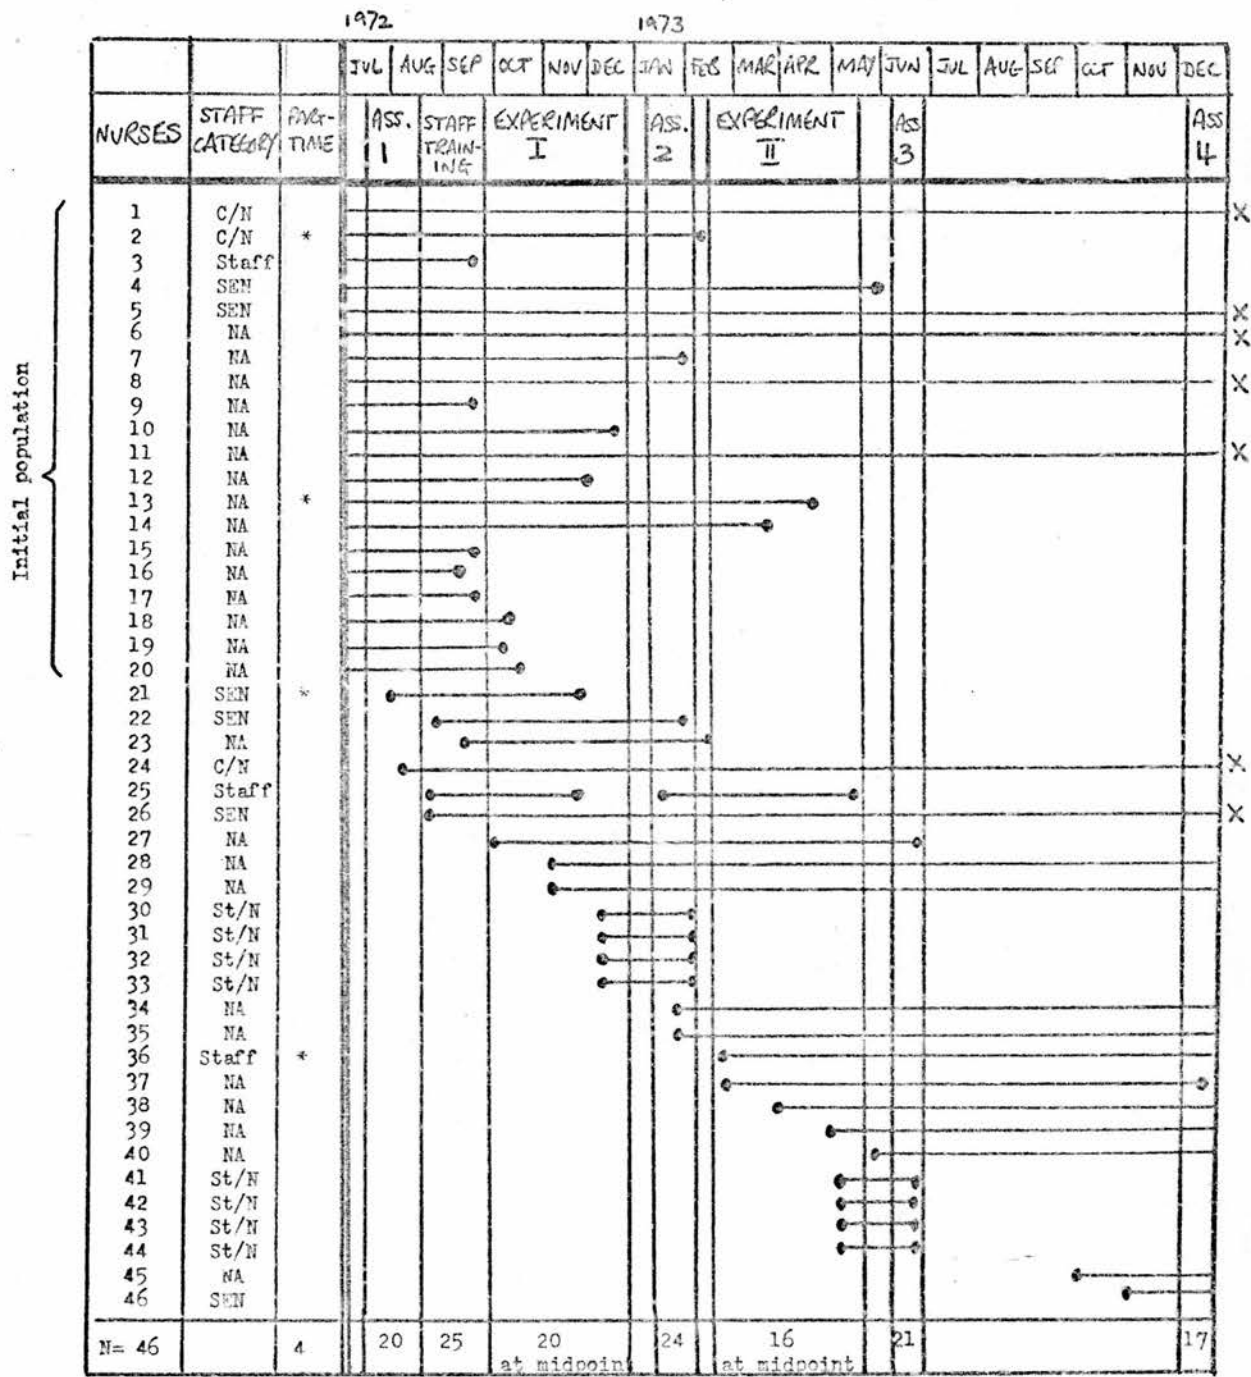 1972 1973
JUL AUG SEP OCT NOV DEC JAN FEB MAR APR MAY JUN JUL AUG SEP OCT NOV DEC
NURSES STAFF CATEGORY PART-TIME ASS. 1 STAFF TRAIN-ING EXPERIMENT I ASS. 2 EXPERIMENT II ASS 3 ASS 4
Initial population
1 C/N X
2 C/N *
3 Staff
4 SEN
5 SEN X
6 NA X
7 NA
8 NA X
9 NA
10 NA
11 NA X
12 NA
13 NA *
14 NA
15 NA
16 NA
17 NA
18 NA
19 NA
20 NA
21 SEN *
22 SEN
23 NA
24 C/N X
25 Staff
26 SEN X
27 NA
28 NA
29 NA
30 St/N
31 St/N
32 St/N
33 St/N
34 NA
35 NA
36 Staff *
37 NA
38 NA
39 NA
40 NA
41 St/N
42 St/N
43 St/N
44 St/N
45 NA
46 SEN
N= 46 4 20 25 20 24 16 21 17
at midpoin at midpoint